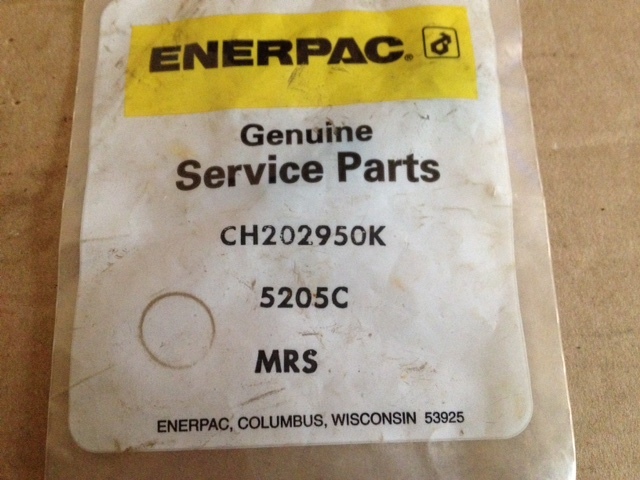 ENERPAC®
Genuine
Service Parts
CH202950K
5205C
MRS
ENERPAC, COLUMBUS, WISCONSIN 53925